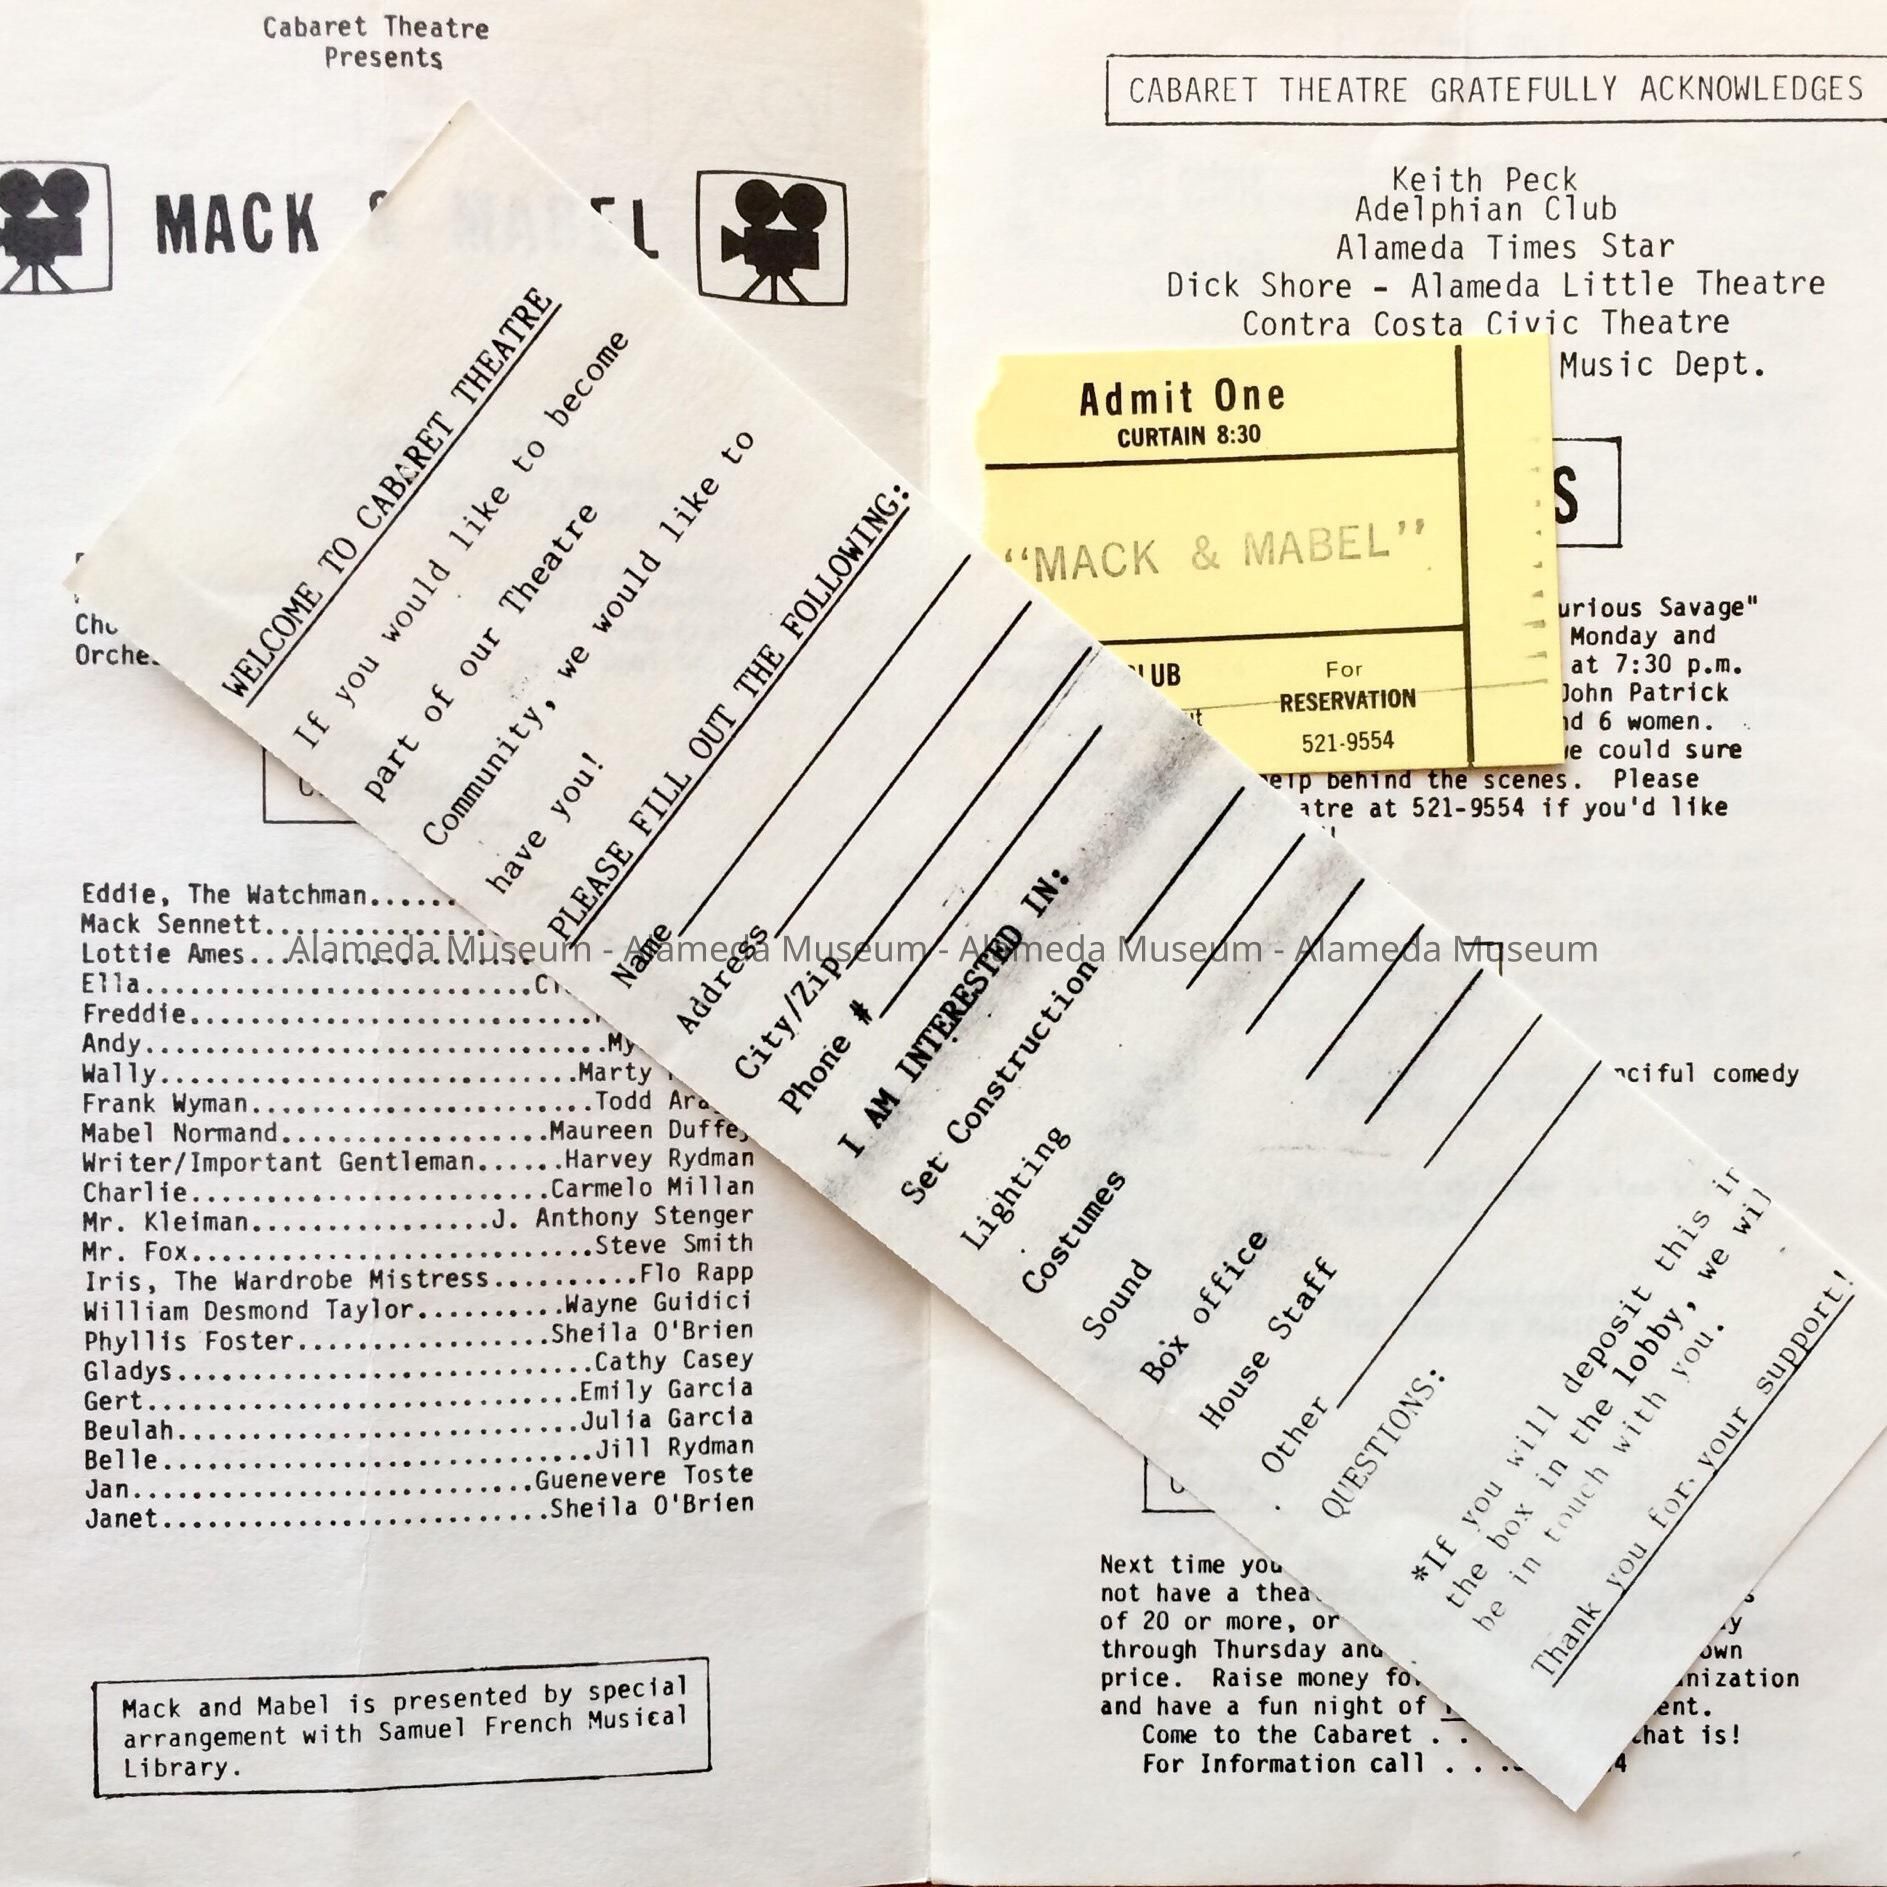 Cabaret Theatre
Presents
MACK
Eddie, The Watchman......
Mack Sennett................
Lottie Ames...................
Ella..........................
Freddie...........................
Andy...............................
Wally............................Marty
Frank Wyman.......................Todd
Mabel Normand..................Maureen
Writer/Important Gentleman......Harvey Rydman
Charlie........................Carmelo Millan
Mr. Kleiman................J. Anthony Stenger
Mr. Fox...........................Steve Smith
Iris, The Wardrobe Mistress..........Flo Rapp
William Desmond Taylor..........Wayne Guidici
Phyllis Foster.................Sheila O'Brien
Gladys............................Cathy Casey
Gert.............................Emily Garcia
Beulah...........................Julia Garcia
Belle.............................Jill Rydman
Jan...........................Guenevere Toste
Janet..........................Sheila O'Brien
Mack and Mabel is presented by special
arrangement with Samuel French Musical
Library.
WELCOME TO CABARET THEATRE
If you would like to become
part of our Theatre
Community, we would like to
have you!
PLEASE FILL OUT THE FOLLOWING:
Name
Address
City/Zip
Phone #
I AM INTERESTED IN:
Set Construction
Lighting
Costumes
Sound
Box office
House Staff
Other
QUESTIONS:
*If you will deposit this in
the box in the lobby, we will
be in touch with you.
Thank you for your support!
Admit One
CURTAIN 8:30
"MACK & MABEL"
For
RESERVATION
521-9554
CABARET THEATRE GRATEFULLY ACKNOWLEDGES
Keith Peck
Adelphian Club
Alameda Times Star
Dick Shore - Alameda Little Theatre
Contra Costa Civic Theatre
Music Dept.
Savage"
Monday and
at 7:30 p.m.
John Patrick
6 women.
we could sure
help behind the scenes. Please
at 521-9554 if you'd like
comedy
Next time you
not have a
of 20 or more, or
through Thursday and
price. Raise money
and have a fun night of
Come to the Cabaret . . that is!
For Information call . . .
Alameda Museum - Alameda Museum - Alameda Museum - Alameda Museum